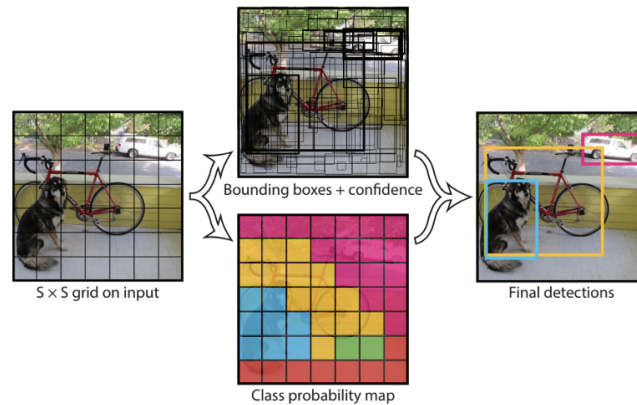 Bounding boxes + confidence
S × S grid on input
Final detections
Class probability map